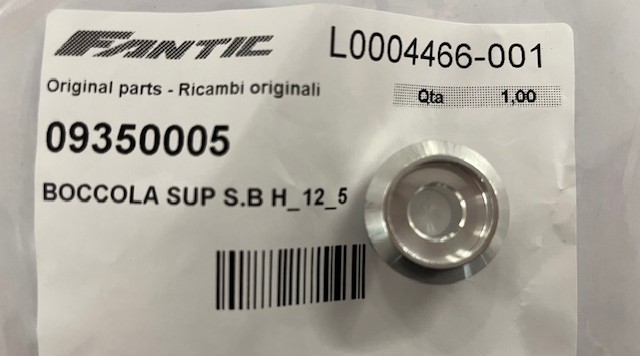 FANTIC
L0004466-001
Original parts - Ricambi originali
Qta 1,00
09350005
BOCCOLA SUP S.B H_12_5